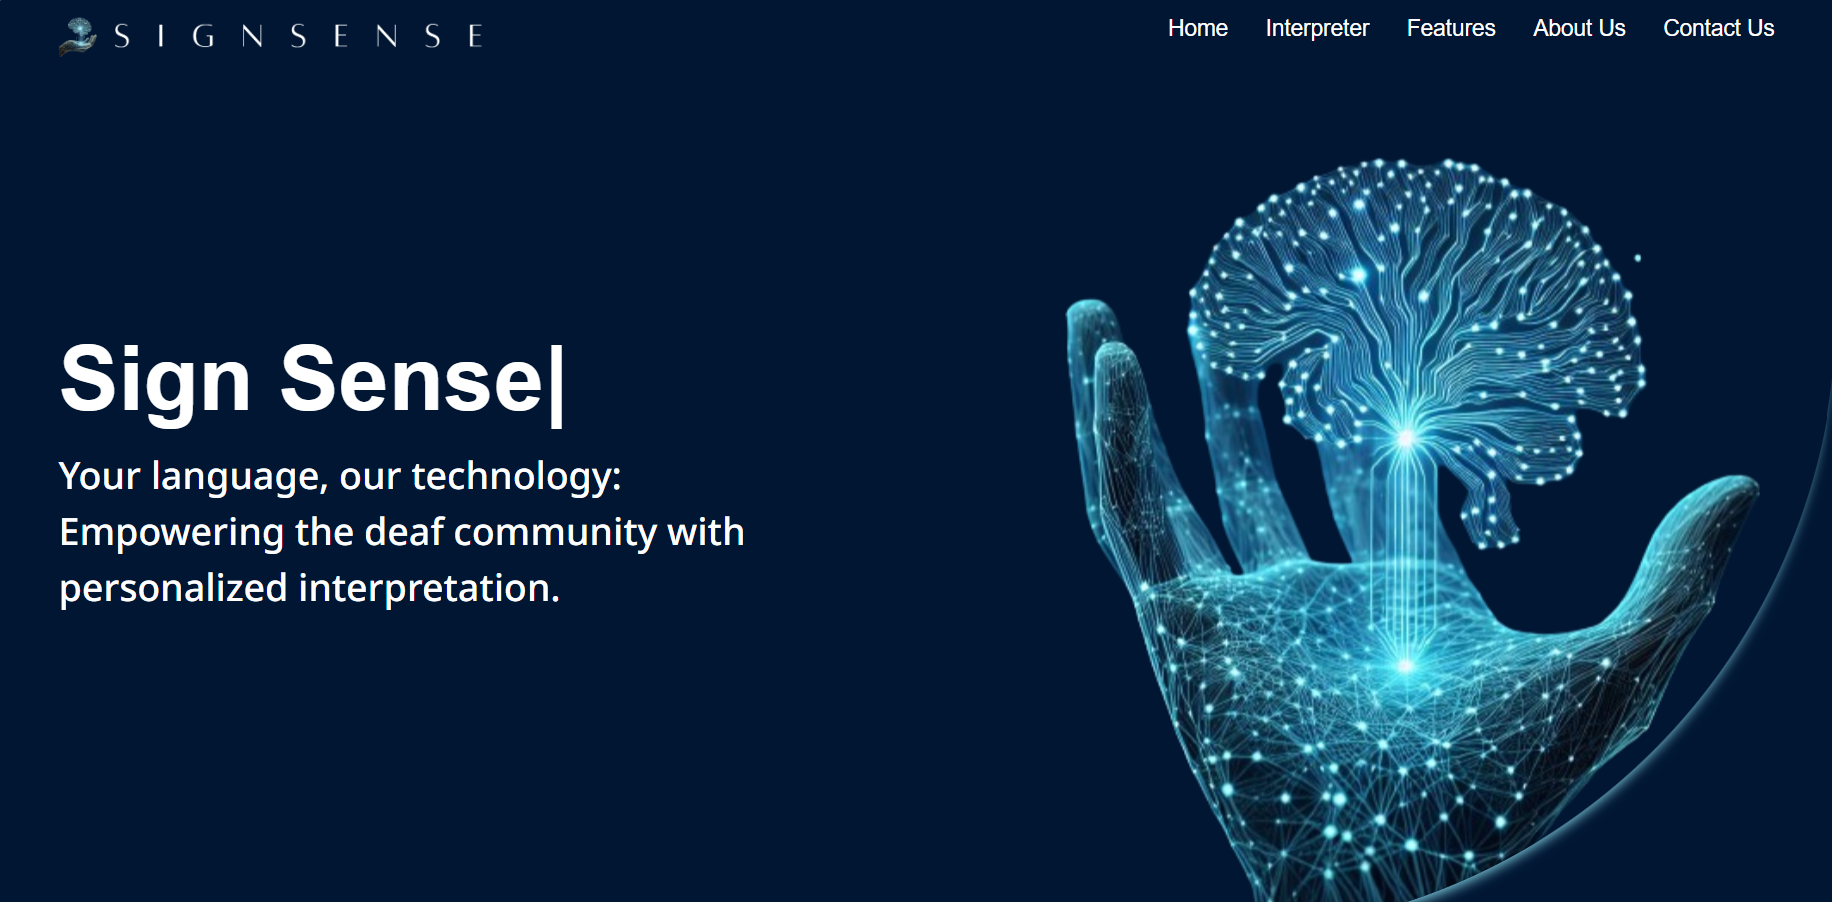 SIGNSENSE
Home Interpreter Features About Us Contact Us
Sign Sense|
Your language, our technology:
Empowering the deaf community with
personalized interpretation.